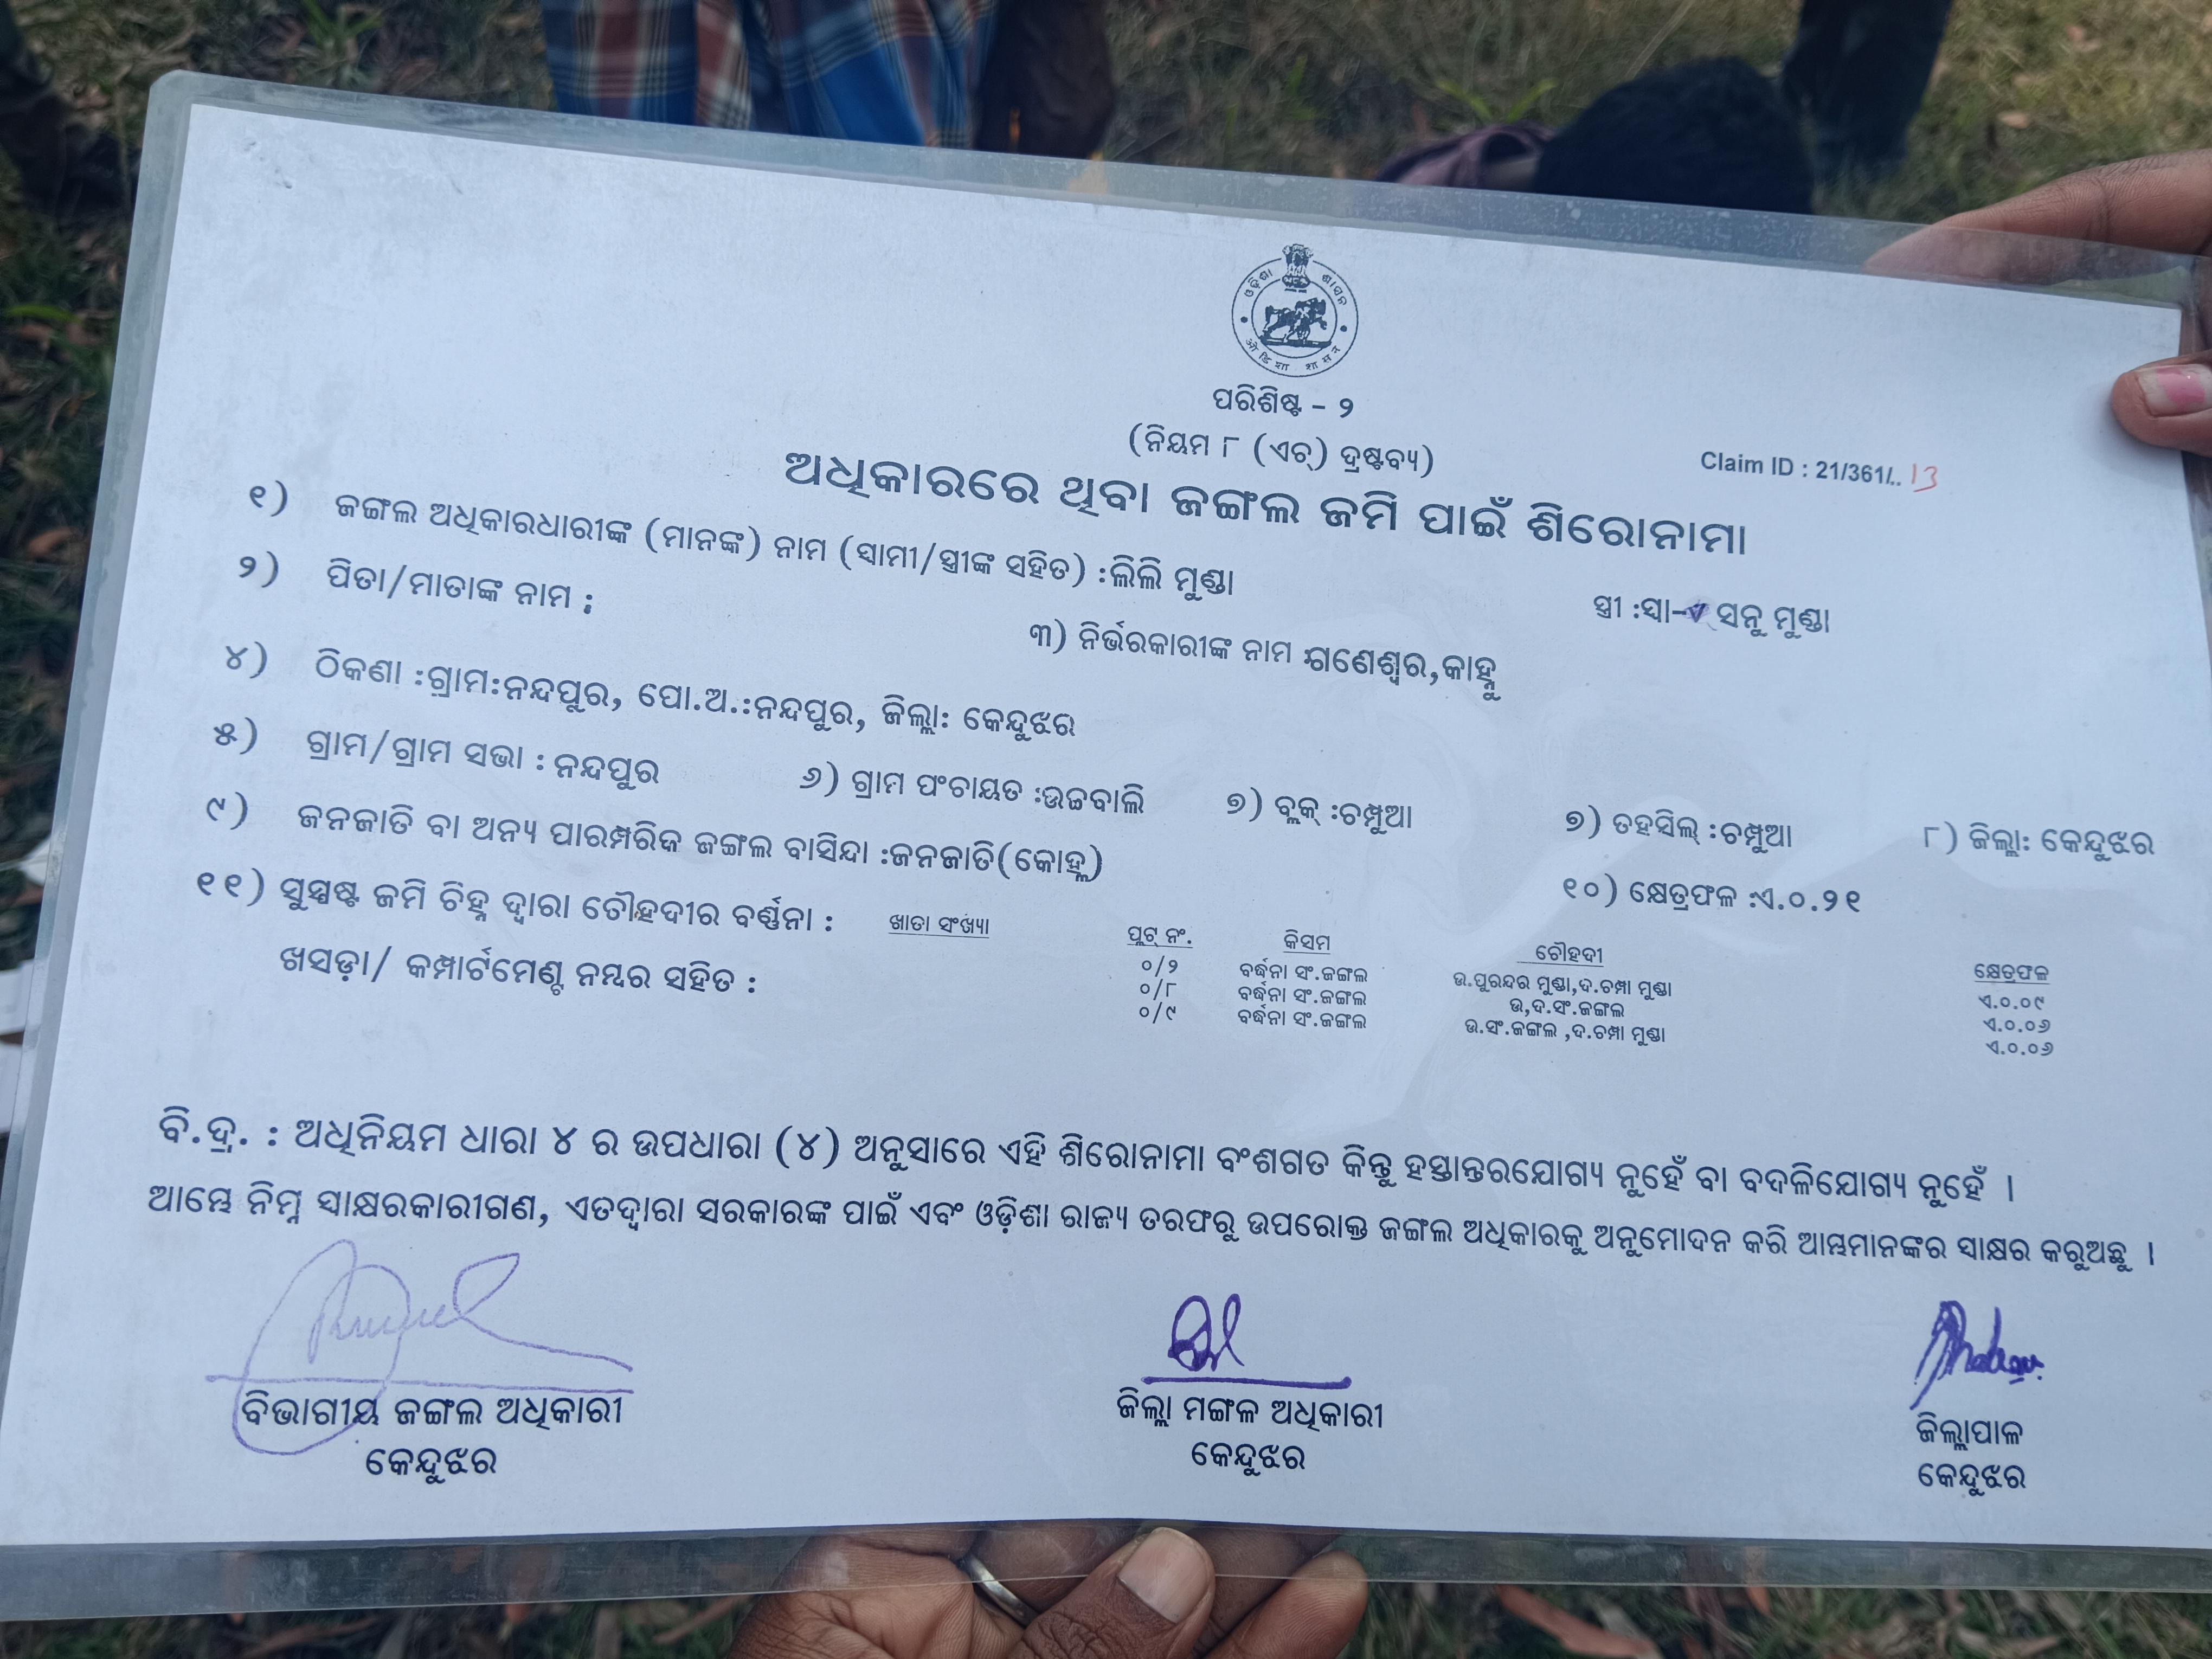 ଓଡ଼ିଶା ଶାସନ
ओडिशा शासन
ପରିଶିଷ୍ଟ - ୨
(ନିୟମ ୮ (ଏଚ୍) ଦ୍ରଷ୍ଟବ୍ୟ)
Claim ID : 21/361/.. 13
ଅଧିକାରରେ ଥିବା ଜଙ୍ଗଲ ଜମି ପାଇଁ ଶିରୋନାମା
୧) ଜଙ୍ଗଲ ଅଧିକାରଧାରୀଙ୍କ (ମାନଙ୍କ) ନାମ (ସ୍ୱାମୀ/ସ୍ତ୍ରୀଙ୍କ ସହିତ) :ଲିଲି ମୁଣ୍ଡା ସ୍ତ୍ରୀ :ସ୍ୱା- ସନୁ ମୁଣ୍ଡା
୨) ପିତା/ମାତାଙ୍କ ନାମ : ୩) ନିର୍ଭରକାରୀଙ୍କ ନାମ :ଗଣେଶ୍ୱର,କାହ୍ନୁ
୪) ଠିକଣା :ଗ୍ରାମ:ନନ୍ଦପୁର, ପୋ.ଅ.:ନନ୍ଦପୁର, ଜିଲ୍ଲା: କେନ୍ଦୁଝର
୫) ଗ୍ରାମ/ଗ୍ରାମ ସଭା : ନନ୍ଦପୁର ୬) ଗ୍ରାମ ପଂଚାୟତ :ଉଚ୍ଚବାଲି ୭) ବ୍ଲକ୍ :ଚମ୍ପୁଆ ୭) ତହସିଲ୍ :ଚମ୍ପୁଆ ୮) ଜିଲ୍ଲା: କେନ୍ଦୁଝର
୯) ଜନଜାତି ବା ଅନ୍ୟ ପାରମ୍ପରିକ ଜଙ୍ଗଲ ବାସିନ୍ଦା :ଜନଜାତି(କୋହ୍ଲ) ୧୦) କ୍ଷେତ୍ରଫଳ :ଏ.୦.୨୧
୧୧) ସୁସ୍ପଷ୍ଟ ଜମି ଚିହ୍ନ ଦ୍ୱାରା ଚୌହଦୀର ବର୍ଣ୍ଣନା : ଖାତା ସଂଖ୍ୟା ପ୍ଲଟ୍ ନଂ. କିସମ ଚୌହଦୀ କ୍ଷେତ୍ରଫଳ
ଖସଡ଼ା/ କମ୍ପାର୍ଟମେଣ୍ଟ ନମ୍ବର ସହିତ : ୦/୨ ବର୍ଦ୍ଧନା ସଂ.ଜଙ୍ଗଲ ଉ.ପୁରନ୍ଦର ମୁଣ୍ଡା,ଦ.ଚମ୍ପା ମୁଣ୍ଡା ଏ.୦.୦୯
୦/୮ ବର୍ଦ୍ଧନା ସଂ.ଜଙ୍ଗଲ ଉ,ଦ.ସଂ.ଜଙ୍ଗଲ ଏ.୦.୦୬
୦/୯ ବର୍ଦ୍ଧନା ସଂ.ଜଙ୍ଗଲ ଉ.ସଂ.ଜଙ୍ଗଲ ,ଦ.ଚମ୍ପା ମୁଣ୍ଡା ଏ.୦.୦୬
ବି.ଦ୍ର. : ଅଧିନିୟମ ଧାରା ୪ ର ଉପଧାରା (୪) ଅନୁସାରେ ଏହି ଶିରୋନାମା ବଂଶଗତ କିନ୍ତୁ ହସ୍ତାନ୍ତରଯୋଗ୍ୟ ନୁହେଁ ବା ବଦଳିଯୋଗ୍ୟ ନୁହେଁ ।
ଆମ୍ଭେ ନିମ୍ନ ସ୍ୱାକ୍ଷରକାରୀଗଣ, ଏତଦ୍ୱାରା ସରକାରଙ୍କ ପାଇଁ ଏବଂ ଓଡ଼ିଶା ରାଜ୍ୟ ତରଫରୁ ଉପରୋକ୍ତ ଜଙ୍ଗଲ ଅଧିକାରକୁ ଅନୁମୋଦନ କରି ଆମ୍ଭମାନଙ୍କର ସ୍ୱାକ୍ଷର କରୁଅଛୁ ।
ବିଭାଗୀୟ ଜଙ୍ଗଲ ଅଧିକାରୀ ଜିଲ୍ଲା ମଙ୍ଗଳ ଅଧିକାରୀ ଜିଲ୍ଲାପାଳ
କେନ୍ଦୁଝର କେନ୍ଦୁଝର କେନ୍ଦୁଝର